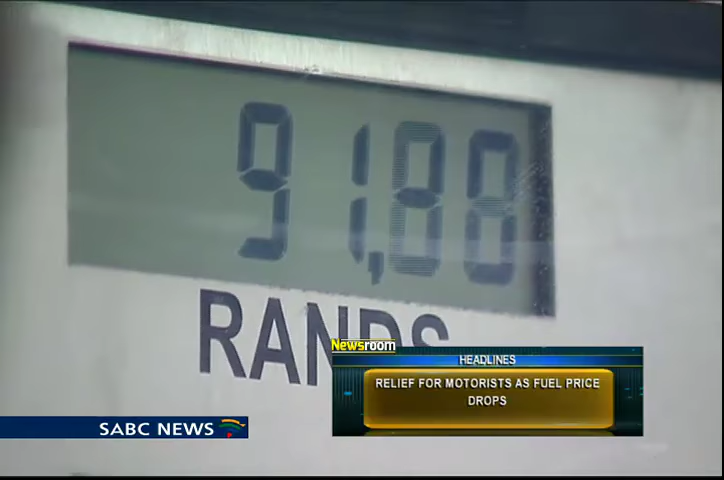 91,88
RANDS
Newsroom
HEADLINES
RELIEF FOR MOTORISTS AS FUEL PRICE
DROPS
SABC NEWS